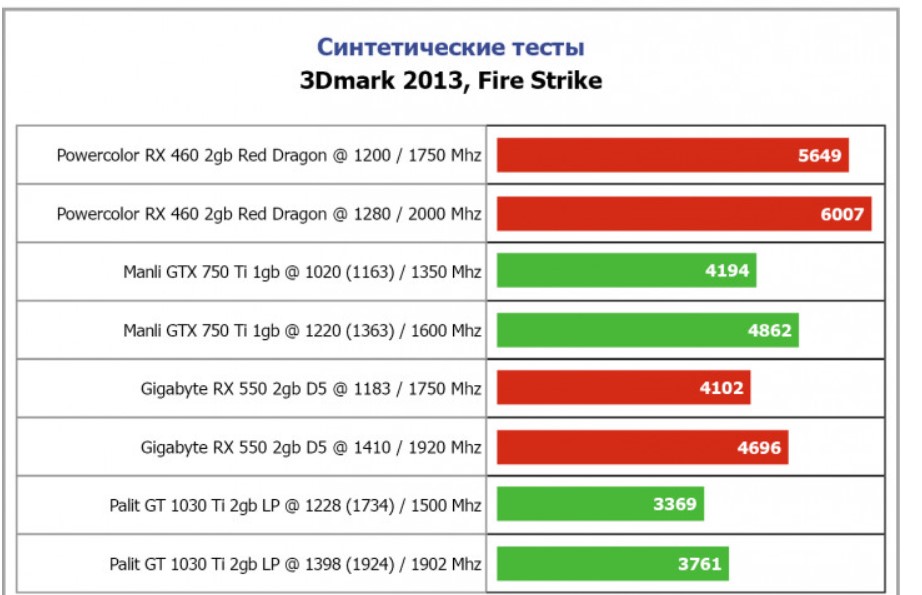 Синтетические тесты
3Dmark 2013, Fire Strike
Powercolor RX 460 2gb Red Dragon @ 1200 / 1750 Mhz 5649
Powercolor RX 460 2gb Red Dragon @ 1280 / 2000 Mhz 6007
Manli GTX 750 Ti 1gb @ 1020 (1163) / 1350 Mhz 4194
Manli GTX 750 Ti 1gb @ 1220 (1363) / 1600 Mhz 4862
Gigabyte RX 550 2gb D5 @ 1183 / 1750 Mhz 4102
Gigabyte RX 550 2gb D5 @ 1410 / 1920 Mhz 4696
Palit GT 1030 Ti 2gb LP @ 1228 (1734) / 1500 Mhz 3369
Palit GT 1030 Ti 2gb LP @ 1398 (1924) / 1902 Mhz 3761